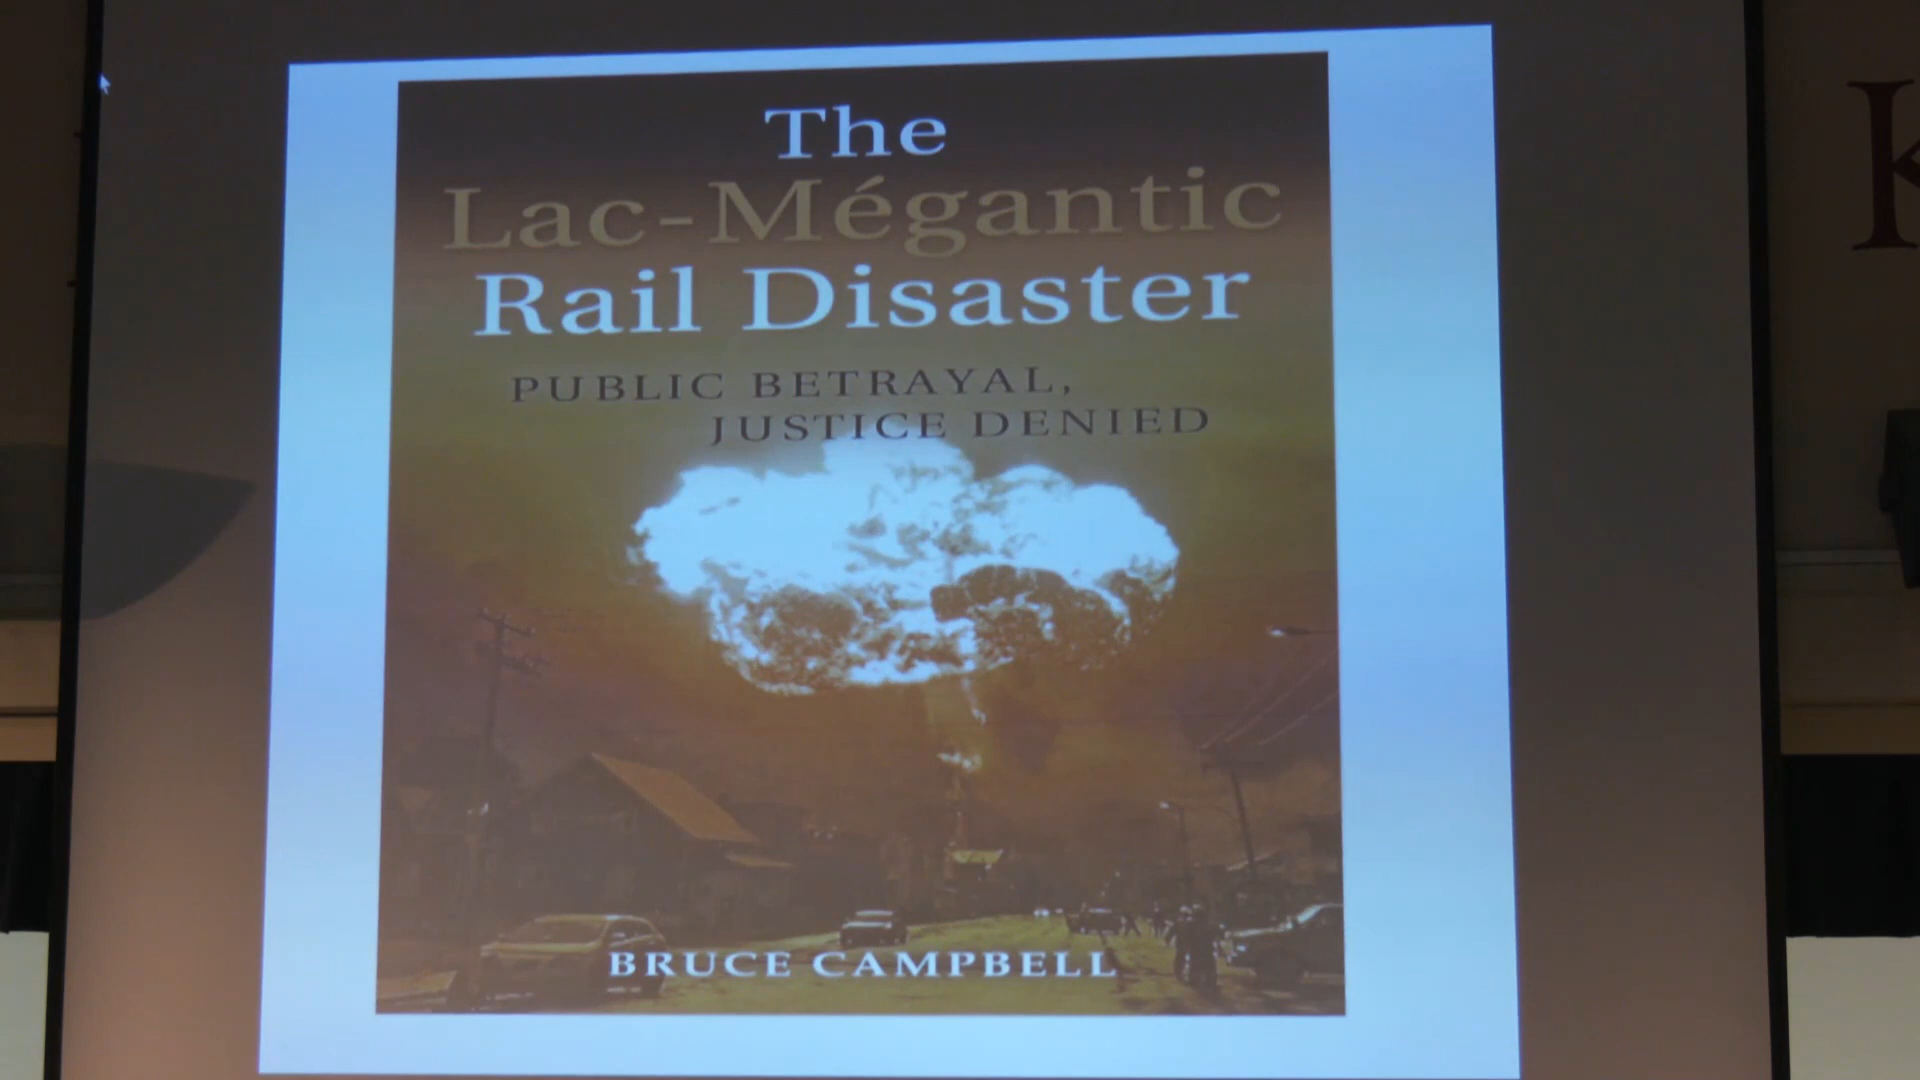 The
Lac-Mégantic
Rail Disaster
PUBLIC BETRAYAL,
JUSTICE DENIED
BRUCE CAMPBELL
K